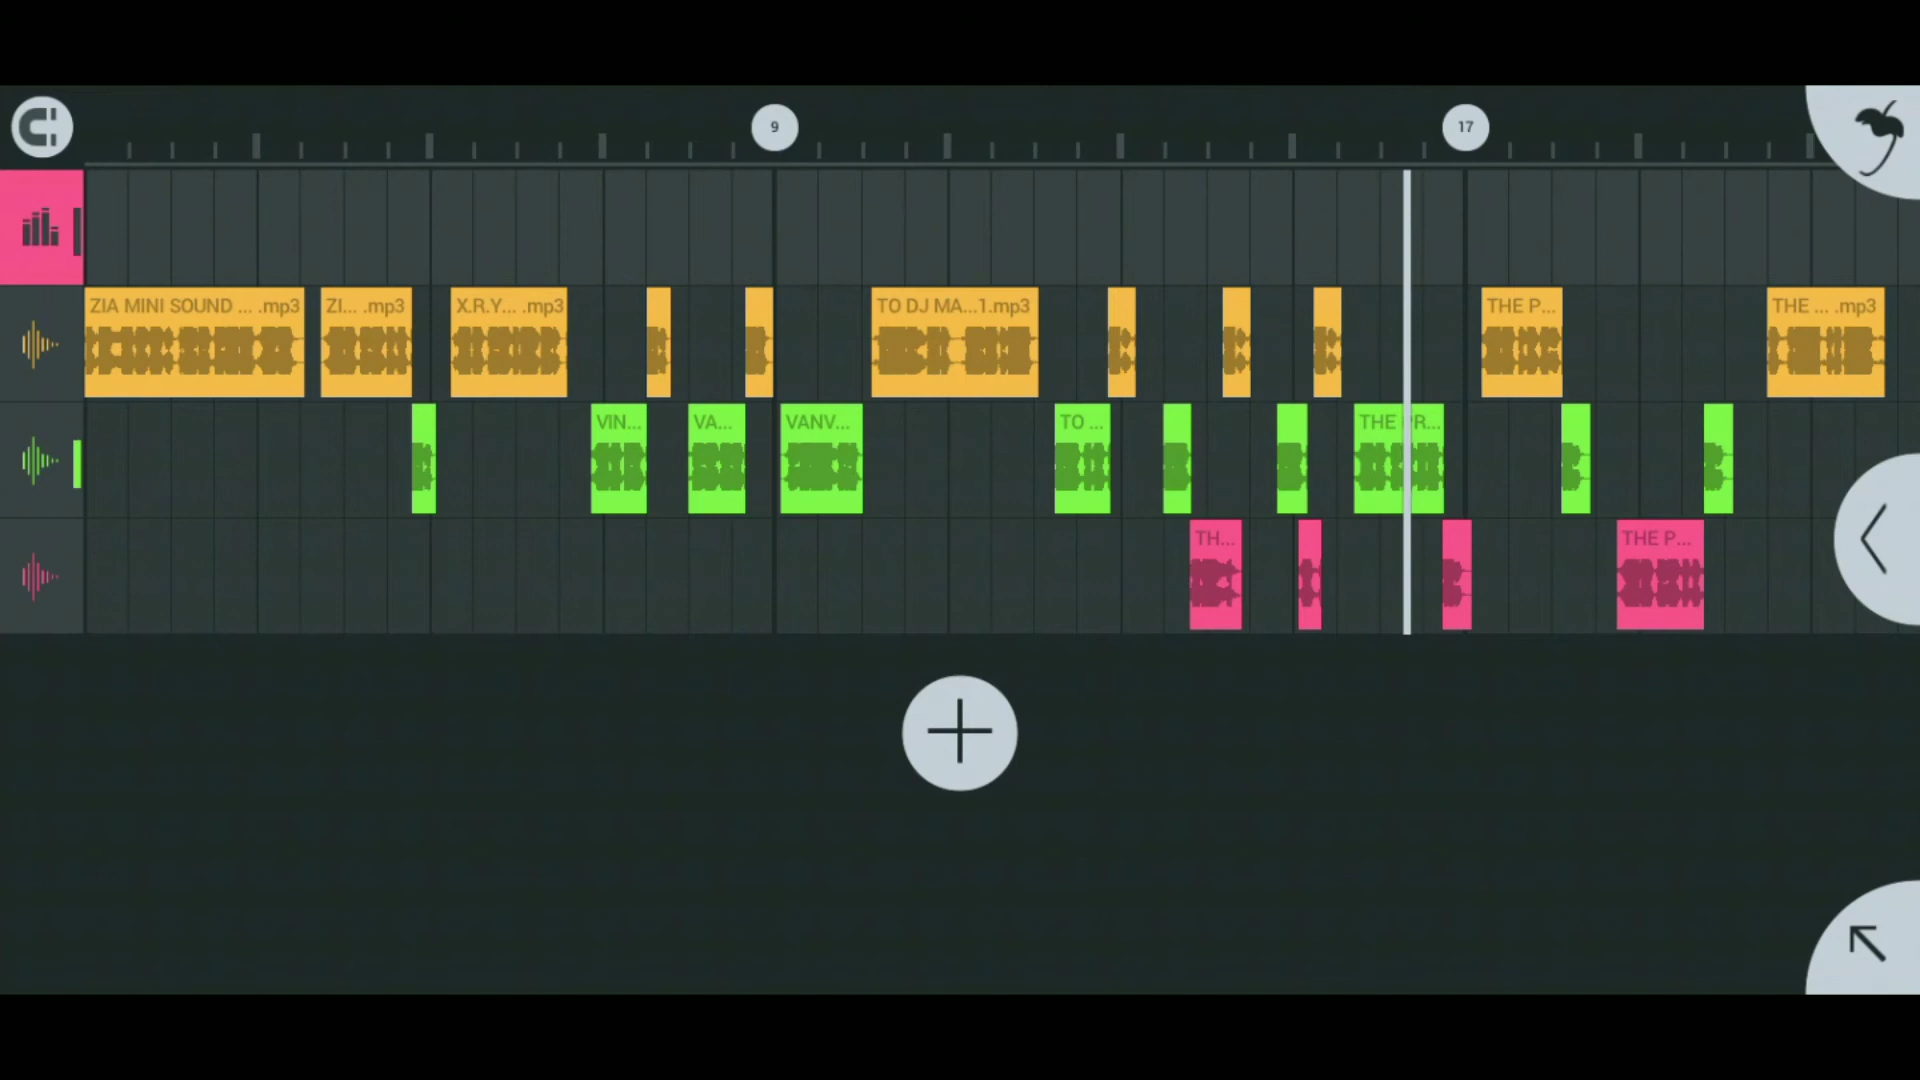 9
17
ZIA MINI SOUND ... .mp3
ZI... .mp3
X.R.Y... .mp3
TO DJ MA...1.mp3
THE P...
THE ... .mp3
VIN...
VA...
VANV...
TO ...
THE PR...
TH...
THE P...